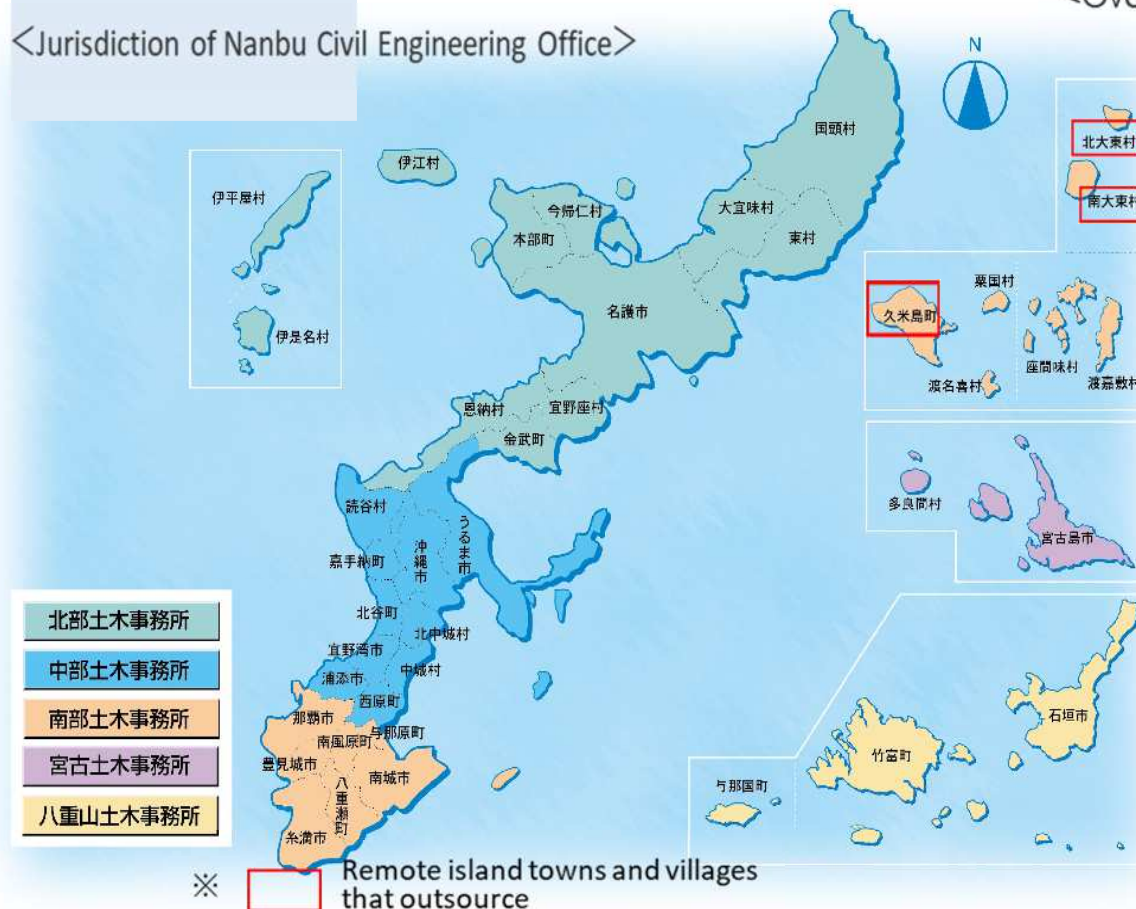 <Ove
<Jurisdiction of Nanbu Civil Engineering Office>
N
国頭村
北大東村
伊江村
伊平屋村
今帰仁村
大宜味村
南大東村
本部町
東村
粟国村
名護市
久米島町
伊是名村
座間味村
渡名喜村
渡嘉敷村
恩納村
宜野座村
金武町
読谷村
うるま市
多良間村
沖縄市
宮古島市
嘉手納町
北谷町
北中城村
宜野湾市
中城村
浦添市
西原町
那覇市
与那原町
南風原町
豊見城市
南城市
八重瀬町
糸満市
石垣市
竹富町
与那国町
北部土木事務所
中部土木事務所
南部土木事務所
宮古土木事務所
八重山土木事務所
※
Remote island towns and villages
that outsource